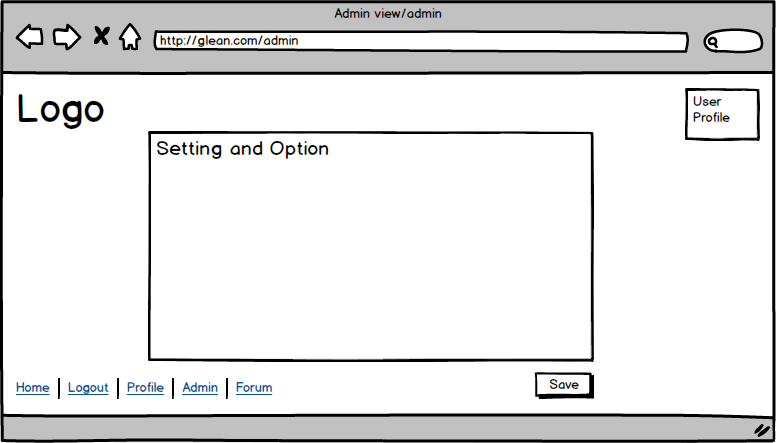 Admin view/admin
http://glean.com/admin
Logo
User
Profile
Setting and Option
Home Logout Profile Admin Forum
Save